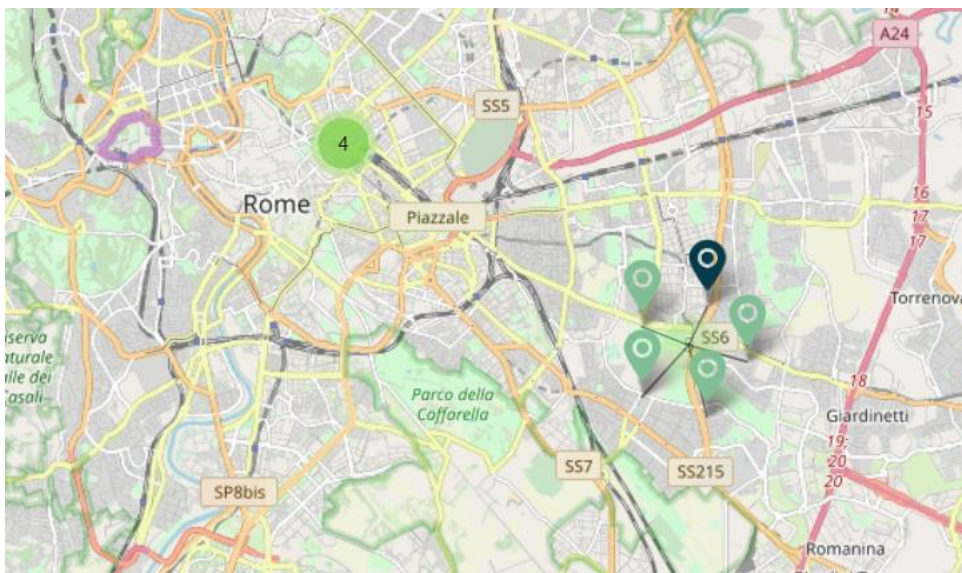 14
A24
SS5
15
4
16
17
17
Rome
Piazzale
Torrenova
SS6
Parco della
Caffarella
18
Giardinetti
19;
20
20
SS7
SS215
SP8bis
Romanina